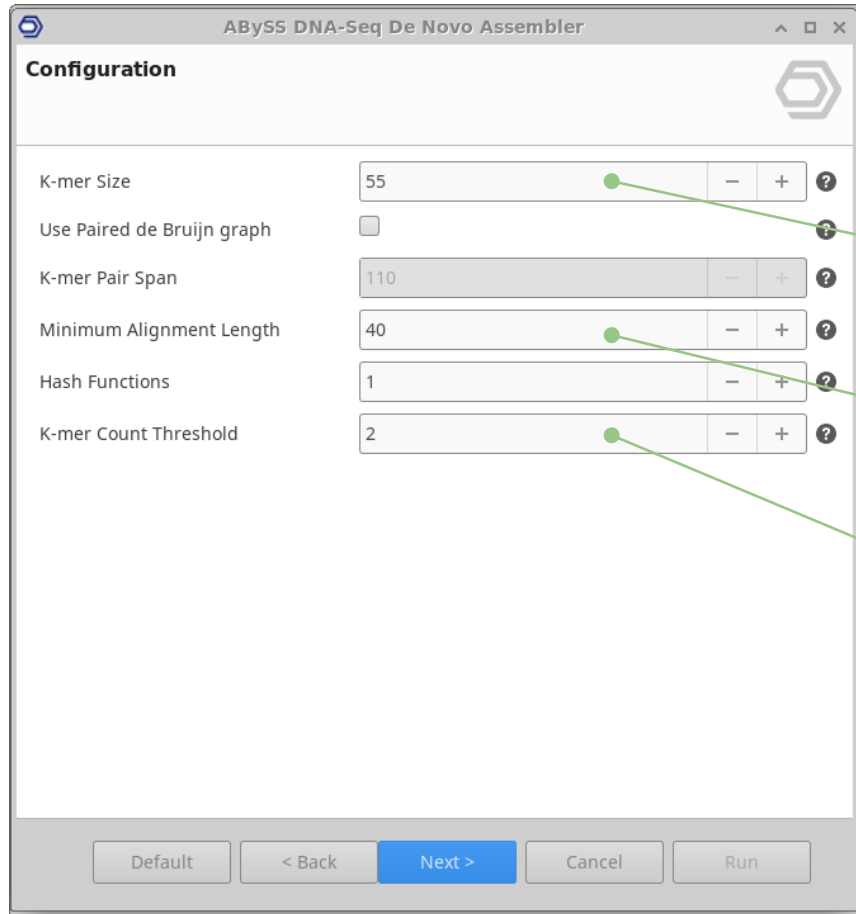 ABySS DNA-Seq De Novo Assembler
Configuration
K-mer Size 55 − + ?
Use Paired de Bruijn graph ?
K-mer Pair Span 110 − + ?
Minimum Alignment Length 40 − + ?
Hash Functions 1 − + ?
K-mer Count Threshold 2 − + ?
Default < Back Next > Cancel Run